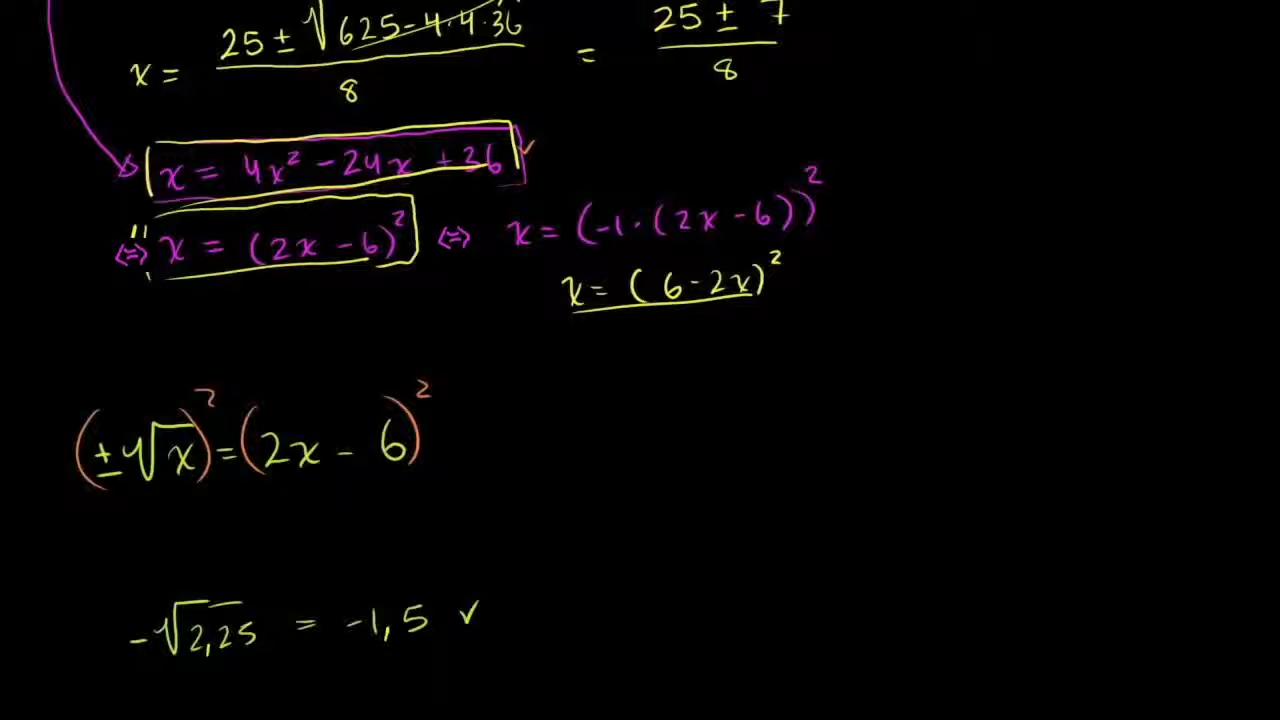 x = (25 ± √(625 - 4·4·36)) / 8 = (25 ± 7) / 8
x = 4x² - 24x + 36
⇔ x = (2x - 6)² ⇔ x = (-1·(2x - 6))²
x = (6 - 2x)²
(±√x)² = (2x - 6)²
-√2,25 = -1,5 ✓